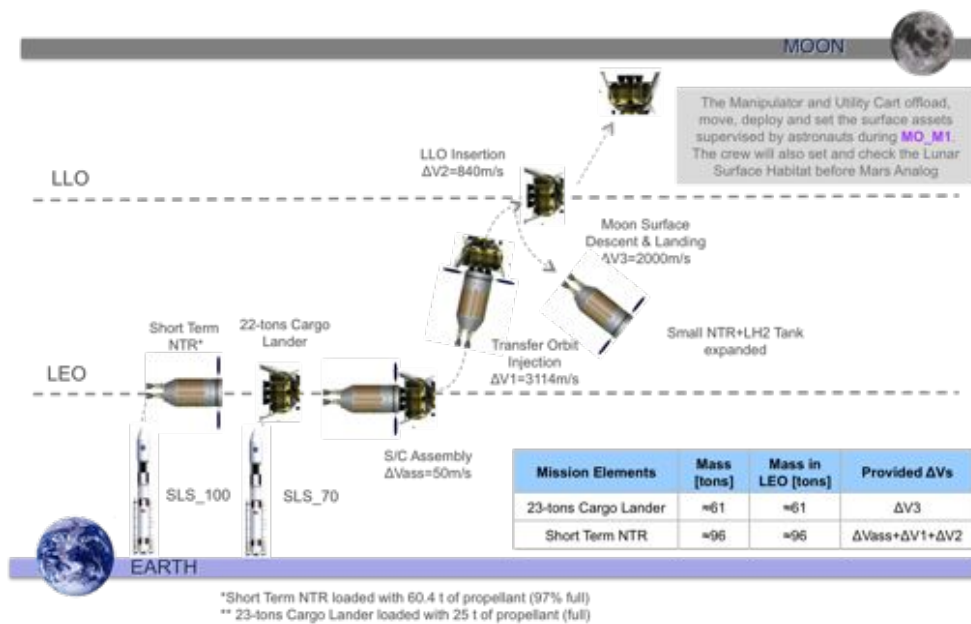 MOON
The Manipulator and Utility Cart offload,
move, deploy and set the surface assets
supervised by astronauts during MO_M1.
The crew will also set and check the Lunar
Surface Habitat before Mars Analog
LLO Insertion
ΔV2=840m/s
LLO
Moon Surface
Descent & Landing
ΔV3=2000m/s
Short Term
NTR*
22-tons Cargo
Lander
Transfer Orbit
Injection
ΔV1=3114m/s
Small NTR+LH2 Tank
expanded
LEO
S/C Assembly
ΔVass=50m/s
SLS_100
SLS_70
Mission Elements Mass [tons] Mass in LEO [tons] Provided ΔVs
23-tons Cargo Lander ≈61 ≈61 ΔV3
Short Term NTR ≈96 ≈96 ΔVass+ΔV1+ΔV2
EARTH
*Short Term NTR loaded with 60.4 t of propellant (97% full)
** 23-tons Cargo Lander loaded with 25 t of propellant (full)